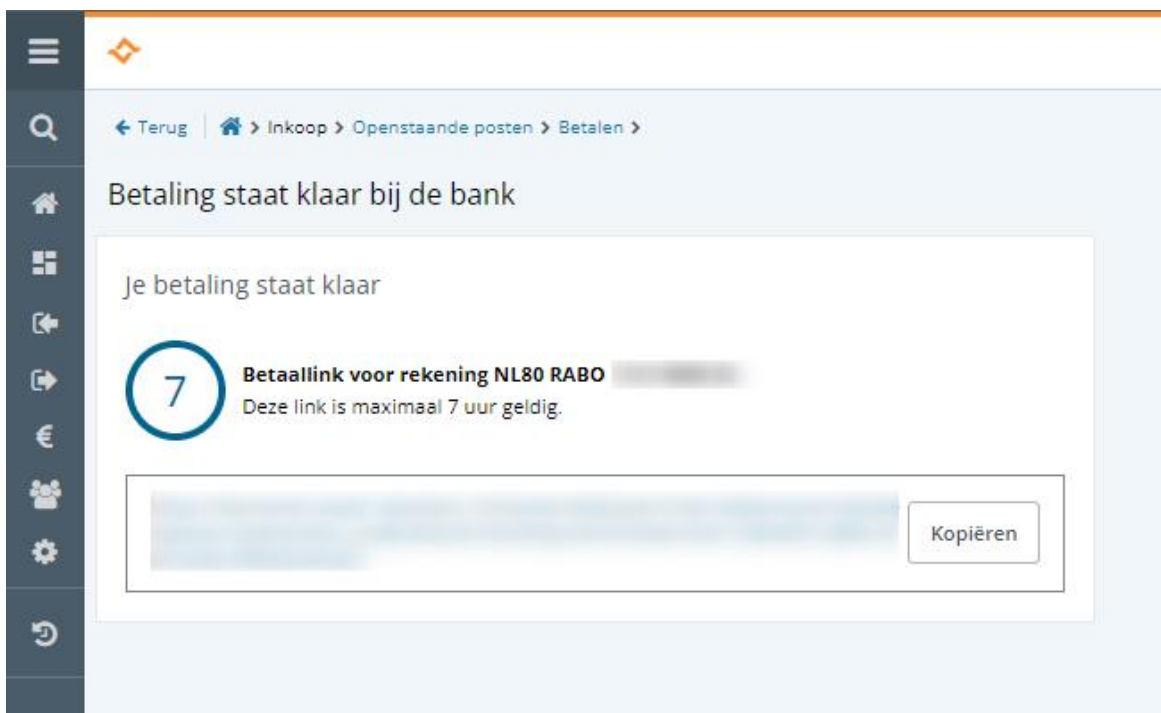 Terug > Inkoop > Openstaande posten > Betalen >
Betaling staat klaar bij de bank
Je betaling staat klaar
7
Betaallink voor rekening NL80 RABO
Deze link is maximaal 7 uur geldig.
Kopiëren